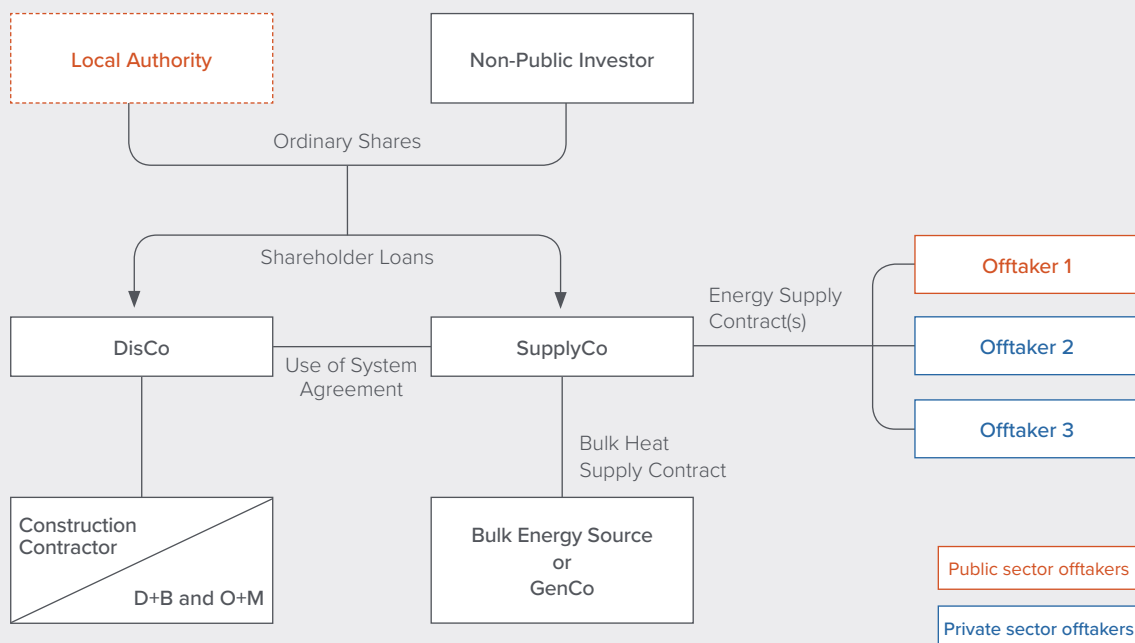 Local Authority
Non-Public Investor
Ordinary Shares
Shareholder Loans
DisCo
Use of System
Agreement
SupplyCo
Energy Supply
Contract(s)
Offtaker 1
Offtaker 2
Offtaker 3
Bulk Heat
Supply Contract
Construction
Contractor
D+B and O+M
Bulk Energy Source
or
GenCo
Public sector offtakers
Private sector offtakers